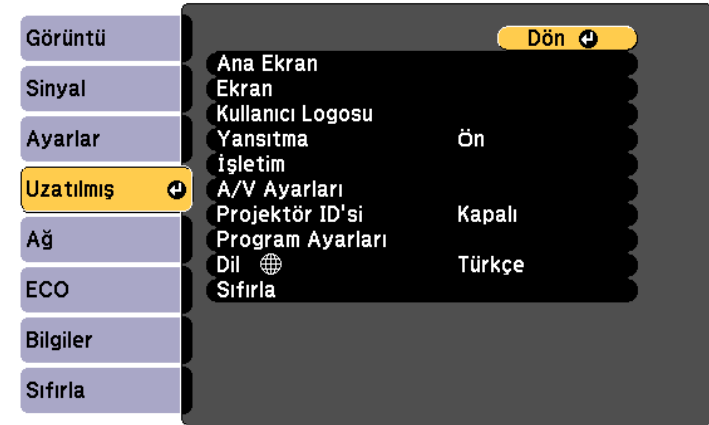 Görüntü
Sinyal
Ayarlar
Uzatılmış
Ağ
ECO
Bilgiler
Sıfırla
Dön
Ana Ekran
Ekran
Kullanıcı Logosu
Yansıtma Ön
İşletim
A/V Ayarları
Projektör ID'si Kapalı
Program Ayarları
Dil Türkçe
Sıfırla